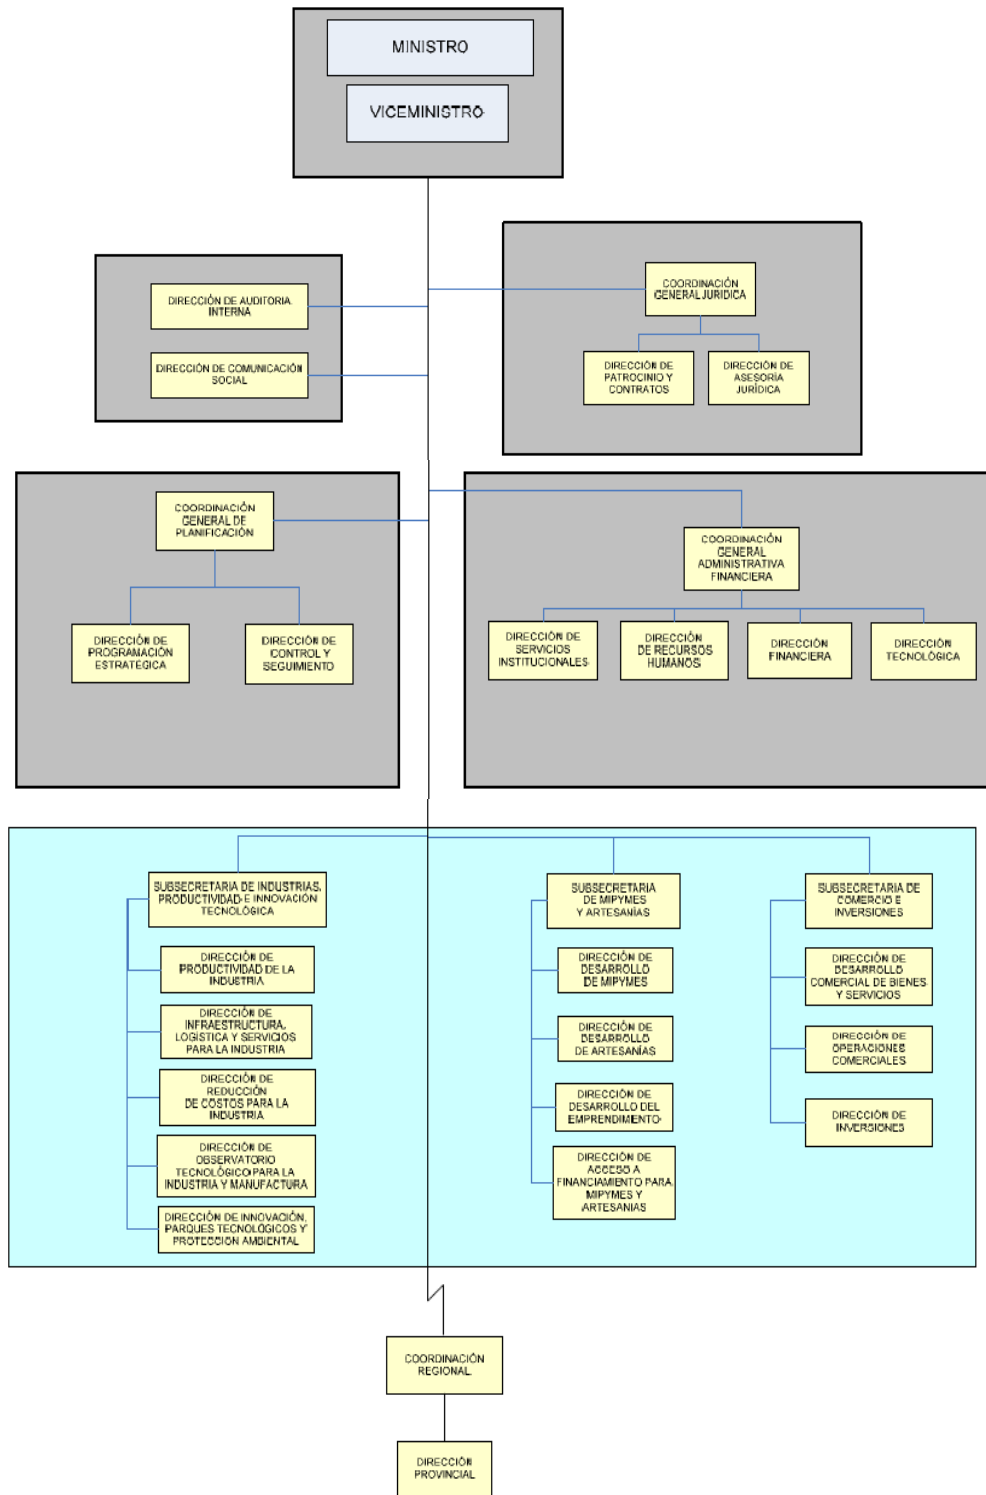 MINISTRO
VICEMINISTRO
DIRECCIÓN DE AUDITORIA
INTERNA
DIRECCIÓN DE COMUNICACIÓN
SOCIAL
COORDINACIÓN
GENERAL JURIDICA
DIRECCIÓN DE
PATROCINIO Y
CONTRATOS
DIRECCIÓN DE
ASESORÍA
JURÍDICA
COORDINACIÓN
GENERAL DE
PLANIFICACIÓN
DIRECCIÓN DE
PROGRAMACIÓN
ESTRATÉGICA
DIRECCIÓN DE
CONTROL Y
SEGUIMIENTO
COORDINACIÓN
GENERAL
ADMINISTRATIVA
FINANCIERA
DIRECCIÓN DE
SERVICIOS
INSTITUCIONALES
DIRECCIÓN
DE RECURSOS
HUMANOS
DIRECCIÓN
FINANCIERA
DIRECCIÓN
TECNOLÓGICA
SUBSECRETARIA DE INDUSTRIAS,
PRODUCTIVIDAD E INNOVACIÓN
TECNOLÓGICA
DIRECCIÓN DE
PRODUCTIVIDAD DE LA
INDUSTRIA
DIRECCIÓN DE
INFRAESTRUCTURA,
LOGÍSTICA Y SERVICIOS
PARA LA INDUSTRIA
DIRECCIÓN DE
REDUCCIÓN
DE COSTOS PARA LA
INDUSTRIA
DIRECCIÓN DE
OBSERVATORIO
TECNOLÓGICO PARA LA
INDUSTRIA Y MANUFACTURA
DIRECCIÓN DE INNOVACIÓN,
PARQUES TECNOLÓGICOS Y
PROTECCIÓN AMBIENTAL
SUBSECRETARIA
DE MIPYMES
Y ARTESANÍAS
DIRECCIÓN DE
DESARROLLO
DE MIPYMES
DIRECCIÓN DE
DESARROLLO
DE ARTESANÍAS
DIRECCIÓN DE
DESARROLLO DEL
EMPRENDIMIENTO
DIRECCIÓN DE
ACCESO A
FINANCIAMIENTO PARA
MIPYMES Y
ARTESANIAS
SUBSECRETARIA DE
COMERCIO E
INVERSIONES
DIRECCIÓN DE
DESARROLLO
COMERCIAL DE BIENES
Y SERVICIOS
DIRECCIÓN DE
OPERACIONES
COMERCIALES
DIRECCIÓN DE
INVERSIONES
COORDINACIÓN
REGIONAL
DIRECCIÓN
PROVINCIAL